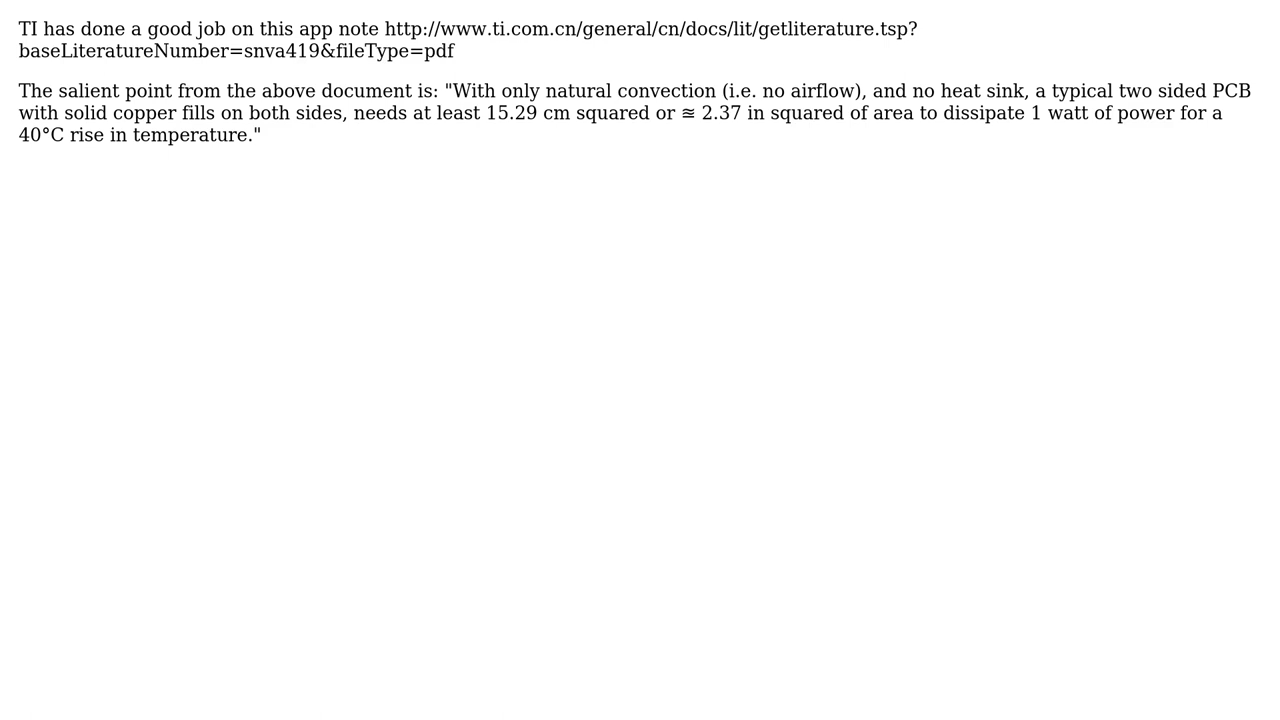 TI has done a good job on this app note http://www.ti.com.cn/general/cn/docs/lit/getliterature.tsp?
baseLiteratureNumber=snva419&fileType=pdf
The salient point from the above document is: "With only natural convection (i.e. no airflow), and no heat sink, a typical two sided PCB
with solid copper fills on both sides, needs at least 15.29 cm squared or ≊ 2.37 in squared of area to dissipate 1 watt of power for a
40°C rise in temperature."